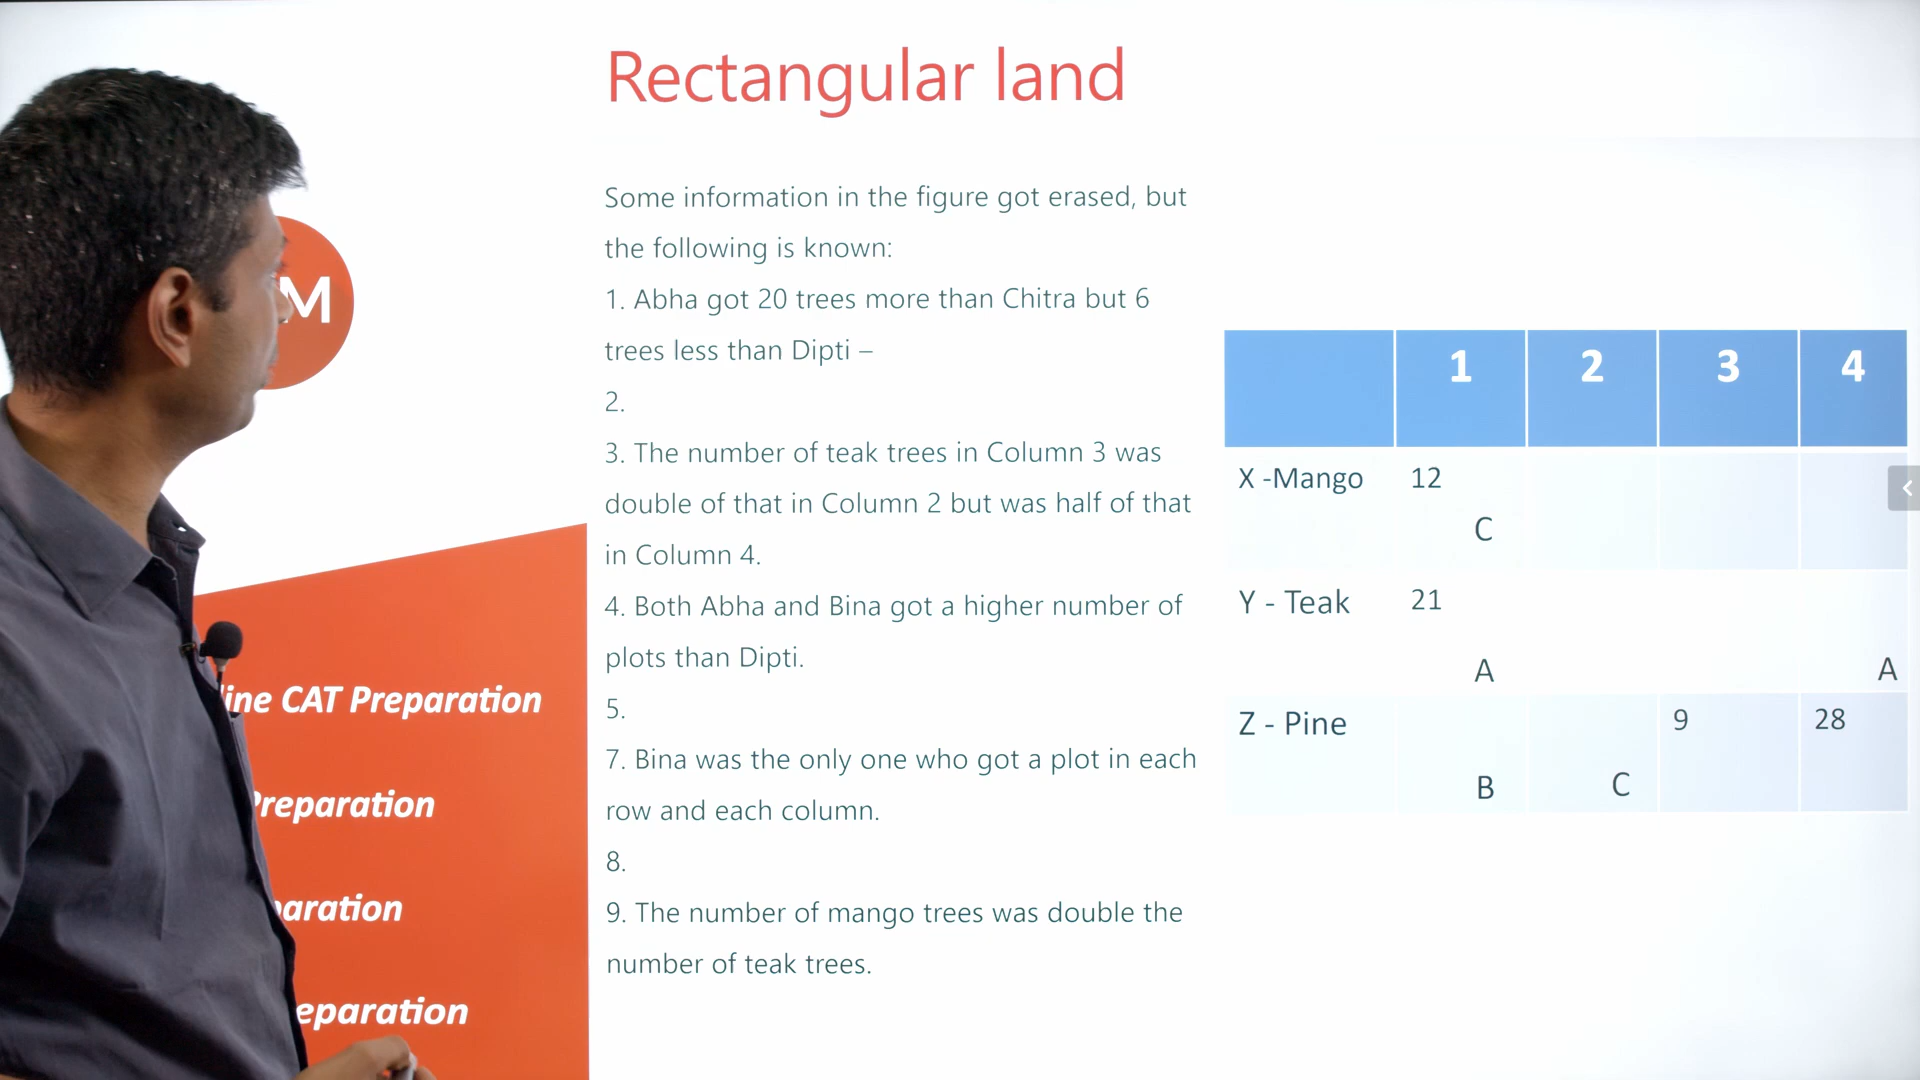 Rectangular land
Some information in the figure got erased, but
the following is known:
1. Abha got 20 trees more than Chitra but 6
trees less than Dipti –
2.
3. The number of teak trees in Column 3 was
double of that in Column 2 but was half of that
in Column 4.
4. Both Abha and Bina got a higher number of
plots than Dipti.
5.
7. Bina was the only one who got a plot in each
row and each column.
8.
9. The number of mango trees was double the
number of teak trees.
1 2 3 4
X -Mango 12
C
Y - Teak 21
A A
Z - Pine 9 28
B C
M
line CAT Preparation
Preparation
paration
eparation